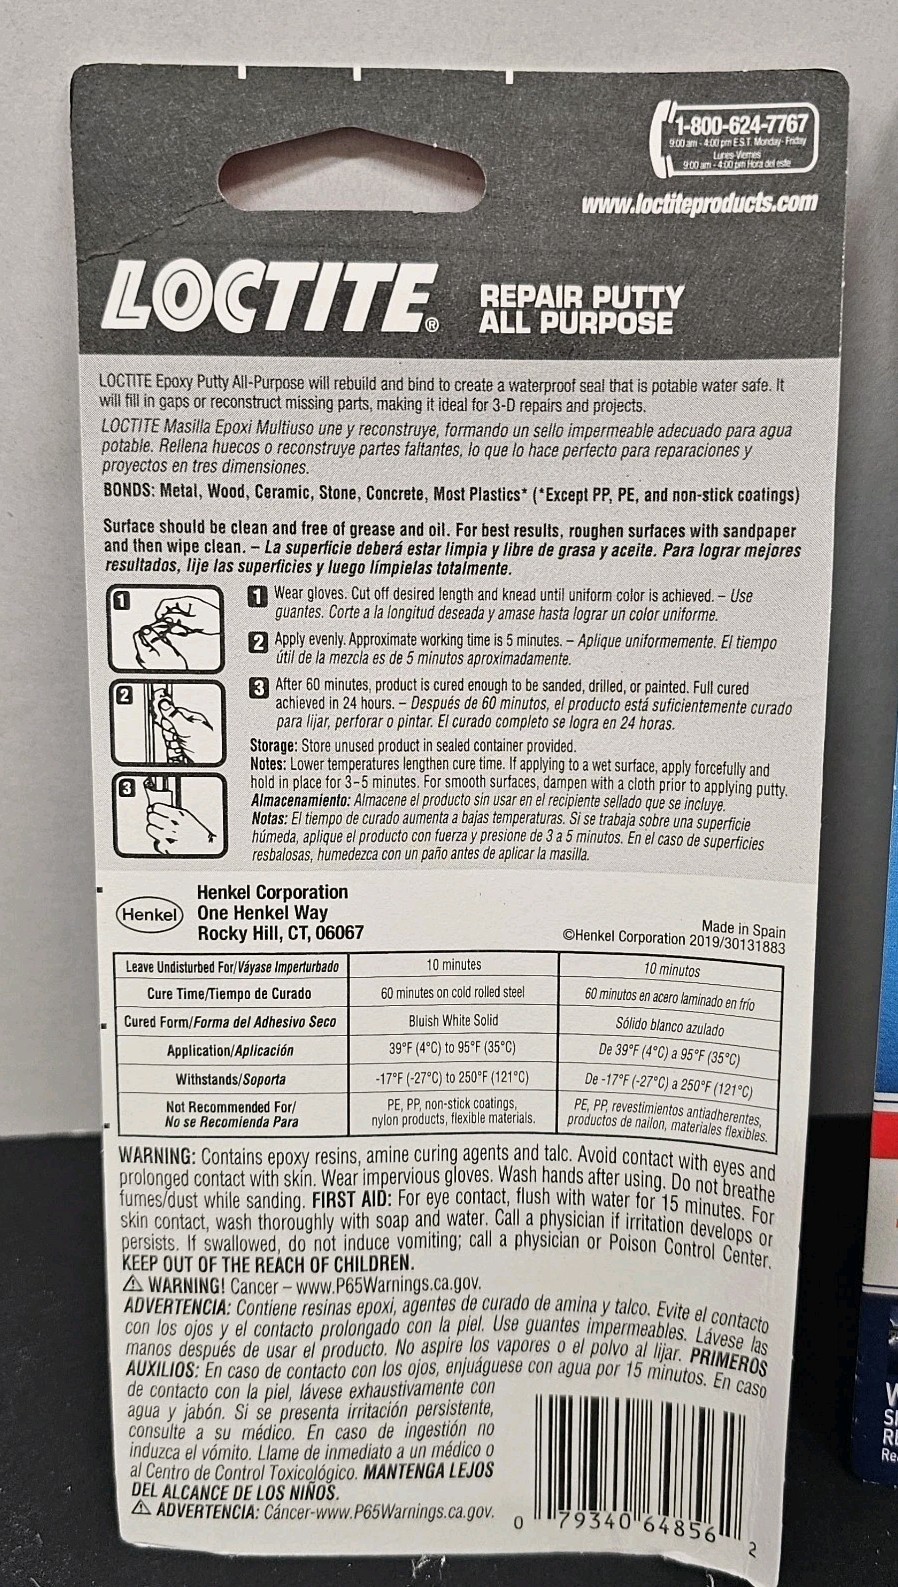 1-800-624-7767
9:00 am - 4:00 pm E.S.T. Monday- Friday
Lunes-Viernes
9:00 am - 4:00 pm Hora del este
www.loctiteproducts.com
LOCTITE® REPAIR PUTTY
ALL PURPOSE
LOCTITE Epoxy Putty All-Purpose will rebuild and bind to create a waterproof seal that is potable water safe. It
will fill in gaps or reconstruct missing parts, making it ideal for 3-D repairs and projects.
LOCTITE Masilla Epoxi Multiuso une y reconstruye, formando un sello impermeable adecuado para agua
potable. Rellena huecos o reconstruye partes faltantes, lo que lo hace perfecto para reparaciones y
proyectos en tres dimensiones.
BONDS: Metal, Wood, Ceramic, Stone, Concrete, Most Plastics* (*Except PP, PE, and non-stick coatings)
Surface should be clean and free of grease and oil. For best results, roughen surfaces with sandpaper
and then wipe clean. – La superficie deberá estar limpia y libre de grasa y aceite. Para lograr mejores
resultados, lije las superficies y luego límpielas totalmente.
1
1 Wear gloves. Cut off desired length and knead until uniform color is achieved. – Use
guantes. Corte a la longitud deseada y amase hasta lograr un color uniforme.
2 Apply evenly. Approximate working time is 5 minutes. – Aplique uniformemente. El tiempo
útil de la mezcla es de 5 minutos aproximadamente.
2
3 After 60 minutes, product is cured enough to be sanded, drilled, or painted. Full cured
achieved in 24 hours. – Después de 60 minutos, el producto está suficientemente curado
para lijar, perforar o pintar. El curado completo se logra en 24 horas.
Storage: Store unused product in sealed container provided.
Notes: Lower temperatures lengthen cure time. If applying to a wet surface, apply forcefully and
3
hold in place for 3-5 minutes. For smooth surfaces, dampen with a cloth prior to applying putty.
Almacenamiento: Almacene el producto sin usar en el recipiente sellado que se incluye.
Notas: El tiempo de curado aumenta a bajas temperaturas. Si se trabaja sobre una superficie
húmeda, aplique el producto con fuerza y presione de 3 a 5 minutos. En el caso de superficies
resbalosas, humedezca con un paño antes de aplicar la masilla.
Henkel
Henkel Corporation
One Henkel Way
Rocky Hill, CT, 06067
Made in Spain
©Henkel Corporation 2019/30131883
Leave Undisturbed For/Váyase Imperturbado 10 minutes 10 minutos
Cure Time/Tiempo de Curado 60 minutes on cold rolled steel 60 minutos en acero laminado en frío
Cured Form/Forma del Adhesivo Seco Bluish White Solid Sólido blanco azulado
Application/Aplicación 39°F (4°C) to 95°F (35°C) De 39°F (4°C) a 95°F (35°C)
Withstands/Soporta -17°F (-27°C) to 250°F (121°C) De -17°F (-27°C) a 250°F (121°C)
Not Recommended For/ PE, PP, non-stick coatings, PE, PP, revestimientos antiadherentes,
No se Recomienda Para nylon products, flexible materials. productos de nailon, materiales flexibles.
WARNING: Contains epoxy resins, amine curing agents and talc. Avoid contact with eyes and
prolonged contact with skin. Wear impervious gloves. Wash hands after using. Do not breathe
fumes/dust while sanding. FIRST AID: For eye contact, flush with water for 15 minutes. For
skin contact, wash thoroughly with soap and water. Call a physician if irritation develops or
persists. If swallowed, do not induce vomiting; call a physician or Poison Control Center.
KEEP OUT OF THE REACH OF CHILDREN.
⚠ WARNING! Cancer – www.P65Warnings.ca.gov.
ADVERTENCIA: Contiene resinas epoxi, agentes de curado de amina y talco. Evite el contacto
con los ojos y el contacto prolongado con la piel. Use guantes impermeables. Lávese las
manos después de usar el producto. No aspire los vapores o el polvo al lijar. PRIMEROS
AUXILIOS: En caso de contacto con los ojos, enjuáguese con agua por 15 minutos. En caso
de contacto con la piel, lávese exhaustivamente con
agua y jabón. Si se presenta irritación persistente,
consulte a su médico. En caso de ingestión no
induzca el vómito. Llame de inmediato a un médico o
al Centro de Control Toxicológico. MANTENGA LEJOS
DEL ALCANCE DE LOS NIÑOS.
⚠ ADVERTENCIA: Cáncer-www.P65Warnings.ca.gov.
0 79340 64856 2